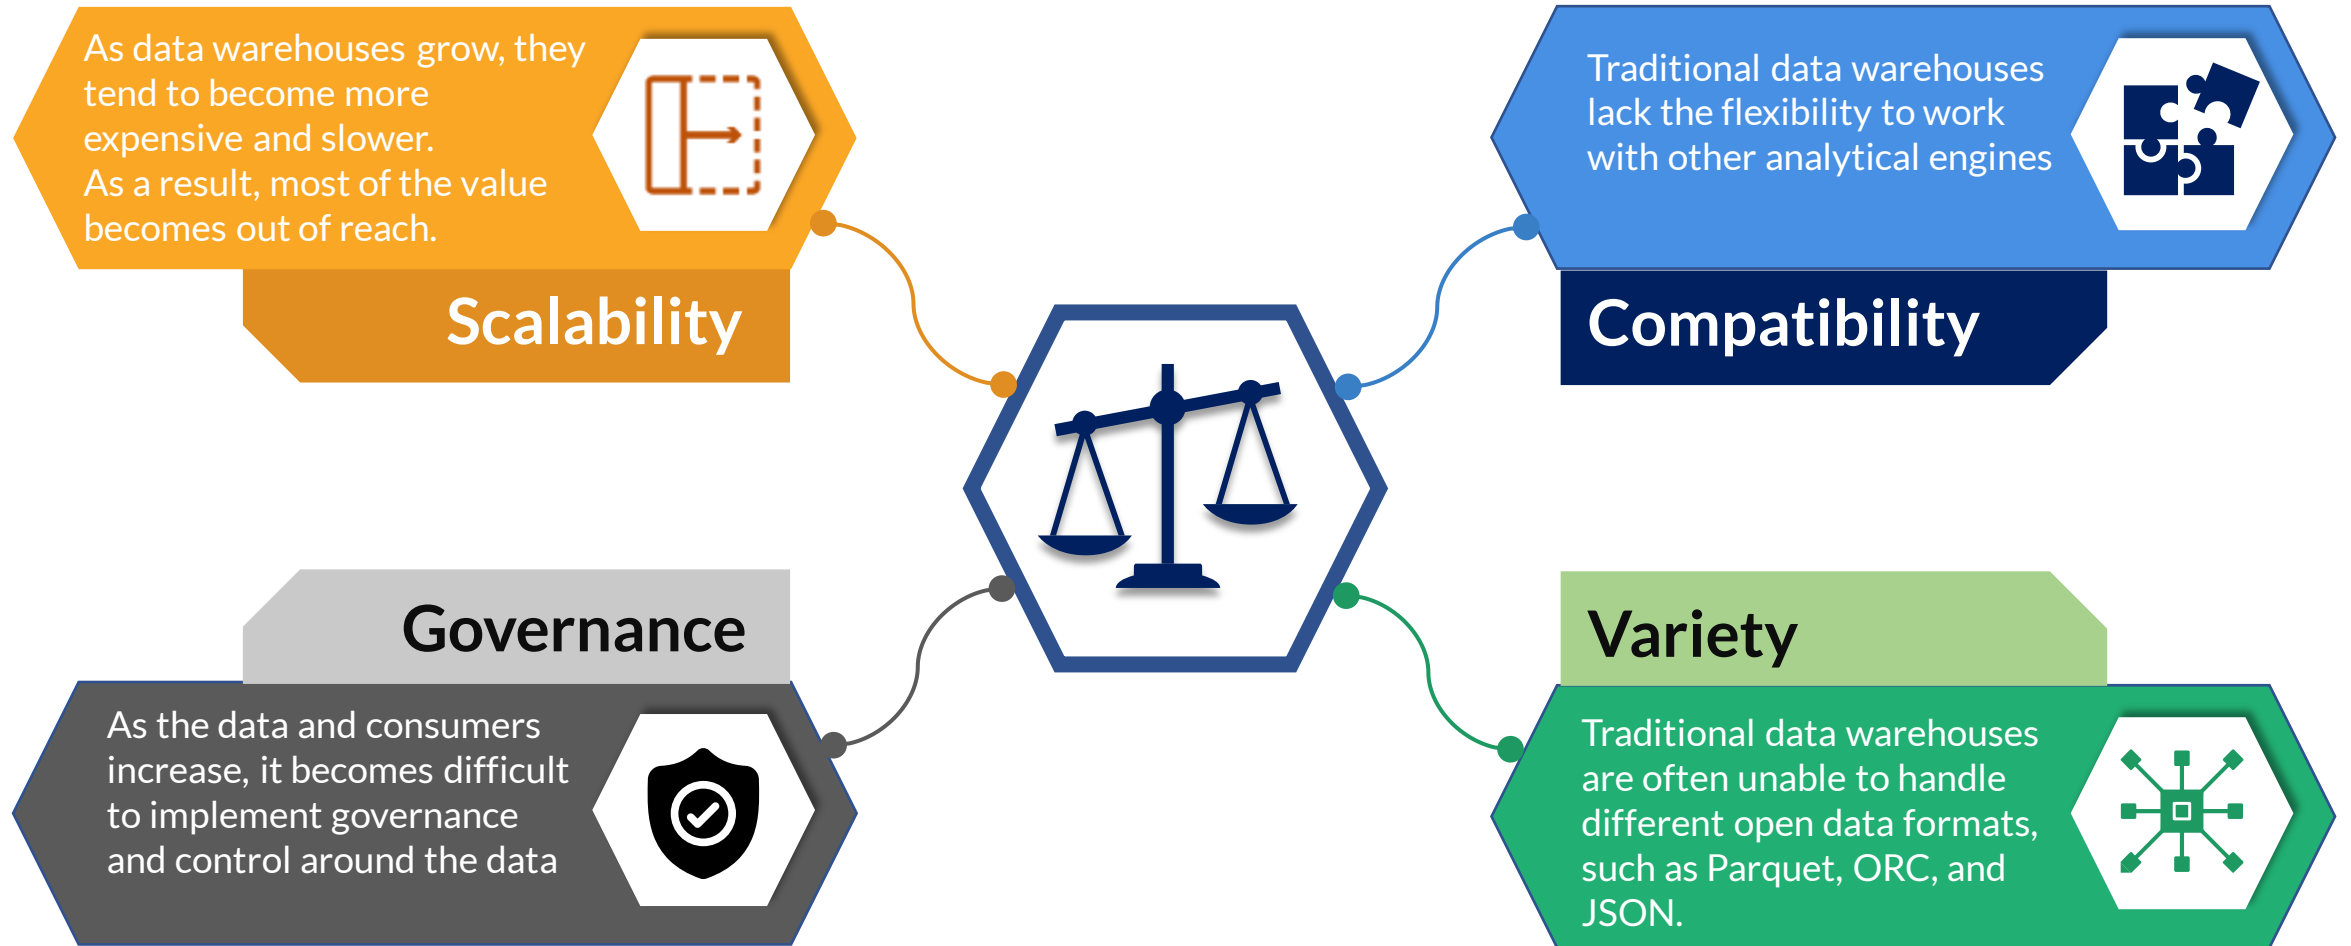 As data warehouses grow, they
tend to become more
expensive and slower.
As a result, most of the value
becomes out of reach.
Scalability
Traditional data warehouses
lack the flexibility to work
with other analytical engines
Compatibility
Governance
As the data and consumers
increase, it becomes difficult
to implement governance
and control around the data
Variety
Traditional data warehouses
are often unable to handle
different open data formats,
such as Parquet, ORC, and
JSON.